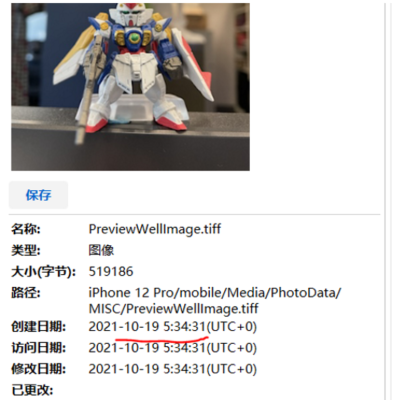 保存
名称: PreviewWellImage.tiff
类型: 图像
大小(字节): 519186
路径: iPhone 12 Pro/mobile/Media/PhotoData/
MISC/PreviewWellImage.tiff
创建日期: 2021-10-19 5:34:31(UTC+0)
访问日期: 2021-10-19 5:34:31(UTC+0)
修改日期: 2021-10-19 5:34:31(UTC+0)
已更改: